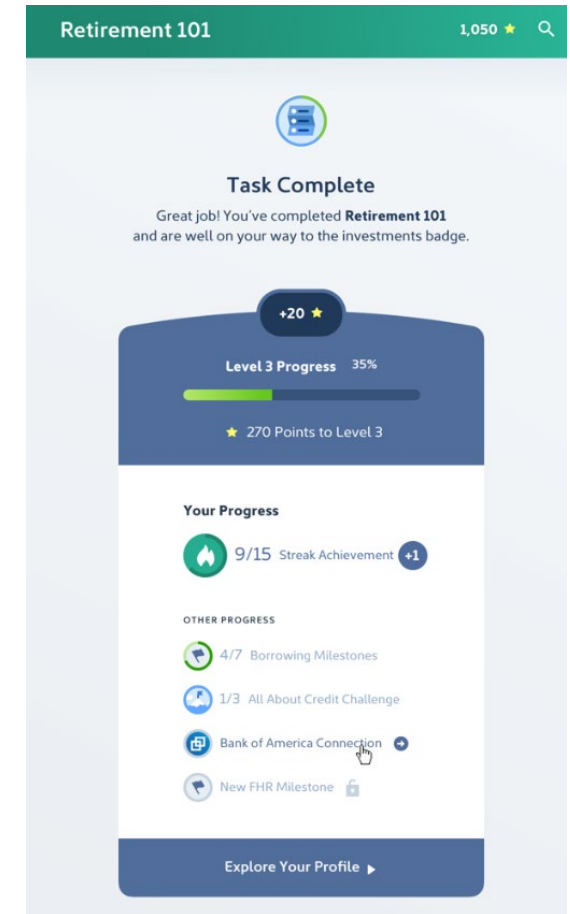 Retirement 101
1,050
Task Complete
Great job! You've completed Retirement 101
and are well on your way to the investments badge.
+20
Level 3 Progress 35%
270 Points to Level 3
Your Progress
9/15 Streak Achievement +1
OTHER PROGRESS
4/7 Borrowing Milestones
1/3 All About Credit Challenge
Bank of America Connection
New FHR Milestone
Explore Your Profile